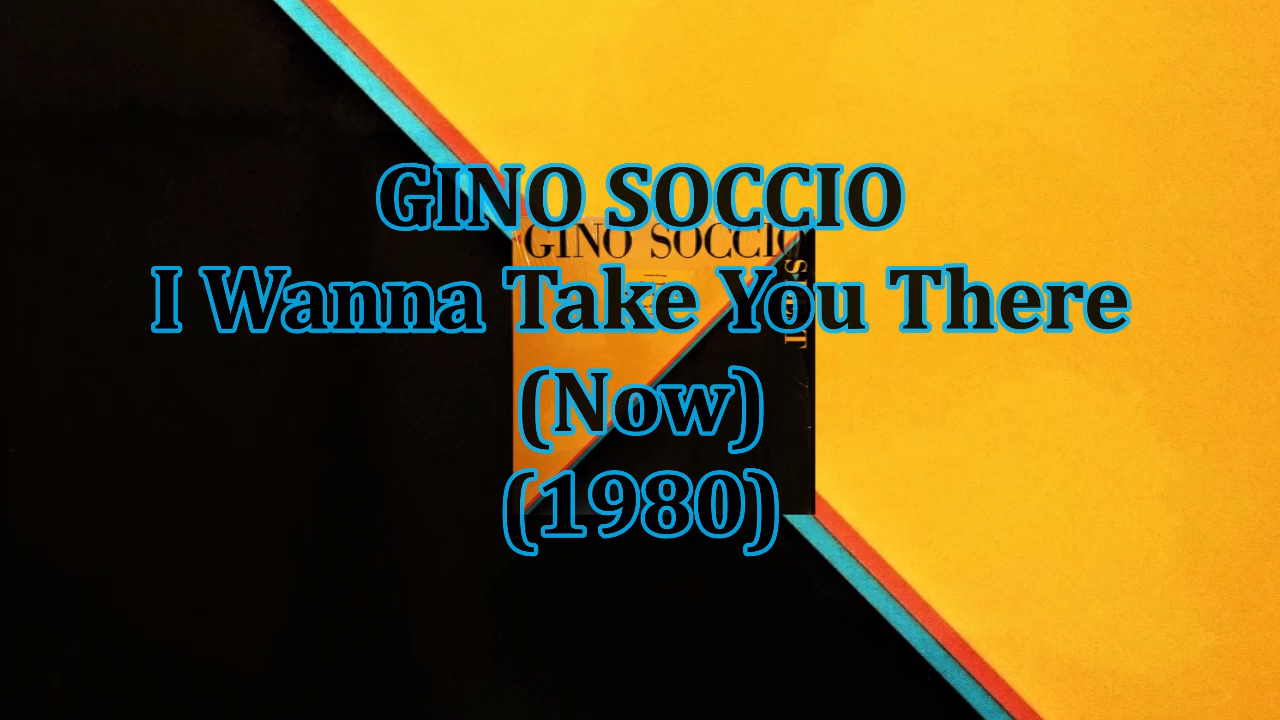 GINO SOCCIO
GINO SOCCIO
I Wanna Take You There
(Now)
(1980)